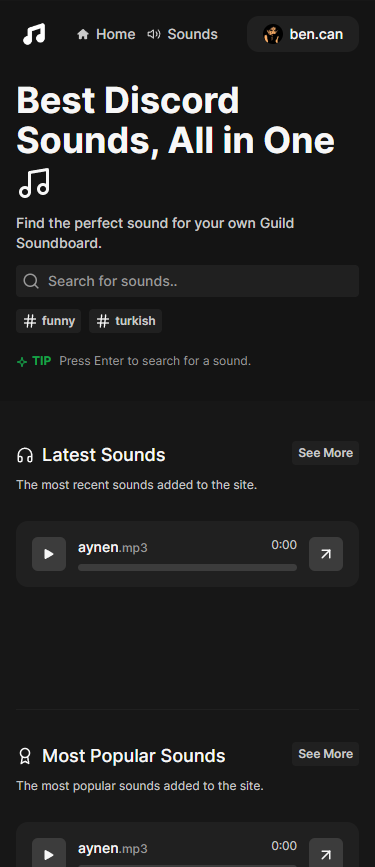 Home Sounds ben.can
Best Discord
Sounds, All in One
Find the perfect sound for your own Guild
Soundboard.
Search for sounds..
# funny # turkish
TIP Press Enter to search for a sound.
Latest Sounds See More
The most recent sounds added to the site.
aynen.mp3 0:00
Most Popular Sounds See More
The most popular sounds added to the site.
aynen.mp3 0:00